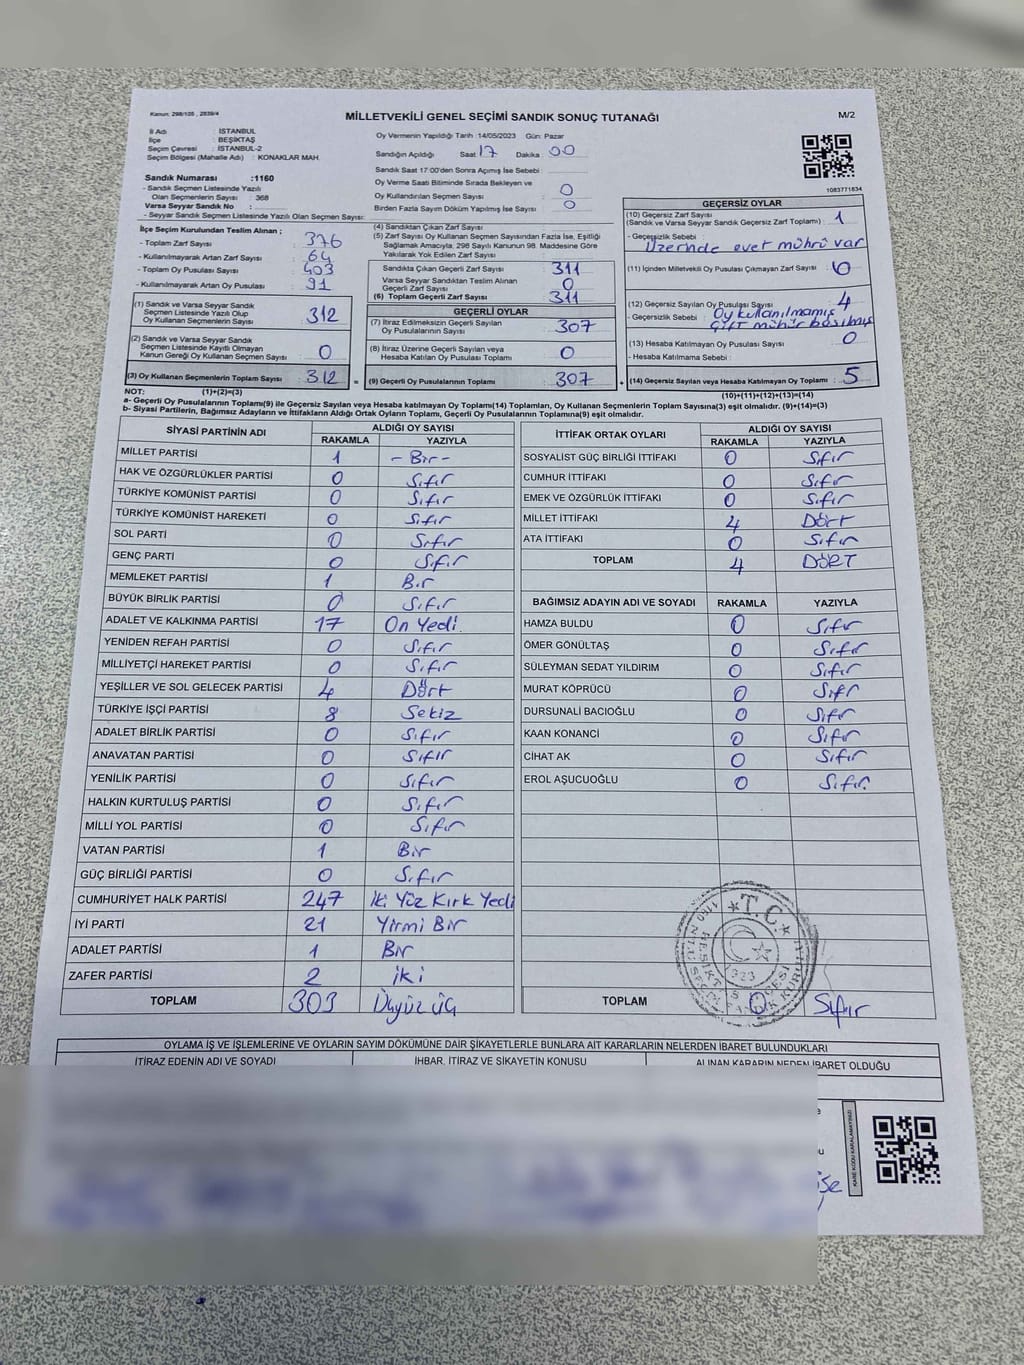 Kanun: 298/105 , 2839/4
MİLLETVEKİLİ GENEL SEÇİMİ SANDIK SONUÇ TUTANAĞI
M/2
İl Adı : İSTANBUL
İlçe : BEŞİKTAŞ
Seçim Çevresi : İSTANBUL-2
Seçim Bölgesi (Mahalle Adı) : KONAKLAR MAH.
Sandık Numarası :1160
- Sandık Seçmen Listesinde Yazılı
Olan Seçmenlerin Sayısı : 368
Varsa Seyyar Sandık No :
- Seyyar Sandık Seçmen Listesinde Yazılı Olan Seçmen Sayısı:
Oy Vermenin Yapıldığı Tarih 14/05/2023 Gün: Pazar
Sandığın Açıldığı Saat 17 Dakika 00
Sandık Saat 17:00'den Sonra Açılmış İse Sebebi :
Oy Verme Saati Bitiminde Sırada Bekleyen ve
Oy Kullandırılan Seçmen Sayısı : 0
Birden Fazla Sayım Döküm Yapılmış İse Sayısı : 0
1083771834
İlçe Seçim Kurulundan Teslim Alınan ;
- Toplam Zarf Sayısı : 376
- Kullanılmayarak Artan Zarf Sayısı : 64
- Toplam Oy Pusulası Sayısı : 403
- Kullanılmayarak Artan Oy Pusulası : 91
(1) Sandık ve Varsa Seyyar Sandık
Seçmen Listesinde Yazılı Olup
Oy Kullanan Seçmenlerin Sayısı : 312
(2) Sandık ve Varsa Seyyar Sandık
Seçmen Listesinde Kayıtlı Olmayan
Kanun Gereği Oy Kullanan Seçmen Sayısı : 0
(3) Oy Kullanan Seçmenlerin Toplam Sayısı : 312
(4) Sandıktan Çıkan Zarf Sayısı :
(5) Zarf Sayısı Oy Kullanan Seçmen Sayısından Fazla İse, Eşitliği
Sağlamak Amacıyla, 298 Sayılı Kanunun 98. Maddesine Göre
Yakılarak Yok Edilen Zarf Sayısı :
Sandıkta Çıkan Geçerli Zarf Sayısı : 311
Varsa Seyyar Sandıktan Teslim Alınan
Geçerli Zarf Sayısı : 0
(6) Toplam Geçerli Zarf Sayısı : 311
GEÇERLİ OYLAR
(7) İtiraz Edilmeksizin Geçerli Sayılan
Oy Pusulalarının Sayısı : 307
(8) İtiraz Üzerine Geçerli Sayılan veya
Hesaba Katılan Oy Pusulası Toplamı : 0
= (9) Geçerli Oy Pusulalarının Toplamı : 307
GEÇERSİZ OYLAR
(10) Geçersiz Zarf Sayısı
(Sandık ve Varsa Seyyar Sandık Geçersiz Zarf Toplamı) : 1
- Geçersizlik Sebebi :
Üzerinde evet mührü var
(11) İçinden Milletvekili Oy Pusulası Çıkmayan Zarf Sayısı : 0
(12) Geçersiz Sayılan Oy Pusulası Sayısı : 4
- Geçersizlik Sebebi : Oy kullanılmamış
Çift mühür basılmış
(13) Hesaba Katılmayan Oy Pusulası Sayısı : 0
- Hesaba Katılmama Sebebi :
+ (14) Geçersiz Sayılan veya Hesaba Katılmayan Oy Toplamı : 5
NOT: (1)+(2)=(3) (10)+(11)+(12)+(13)=(14)
a- Geçerli Oy Pusulalarının Toplamı(9) ile Geçersiz Sayılan veya Hesaba katılmayan Oy Toplamı(14) Toplamları, Oy Kullanan Seçmenlerin Toplam Sayısına(3) eşit olmalıdır. (9)+(14)=(3)
b- Siyasi Partilerin, Bağımsız Adayların ve İttifakların Aldığı Ortak Oyların Toplamı, Geçerli Oy Pusulalarının Toplamına(9) eşit olmalıdır.
SİYASİ PARTİNİN ADI ALDIĞI OY SAYISI
RAKAMLA YAZIYLA
MİLLET PARTİSİ 1 -Bir-
HAK VE ÖZGÜRLÜKLER PARTİSİ 0 Sıfır
TÜRKİYE KOMÜNİST PARTİSİ 0 Sıfır
TÜRKİYE KOMÜNİST HAREKETİ 0 Sıfır
SOL PARTİ 0 Sıfır
GENÇ PARTİ 0 Sıfır
MEMLEKET PARTİSİ 1 Bir
BÜYÜK BİRLİK PARTİSİ 0 Sıfır
ADALET VE KALKINMA PARTİSİ 17 On Yedi
YENİDEN REFAH PARTİSİ 0 Sıfır
MİLLİYETÇİ HAREKET PARTİSİ 0 Sıfır
YEŞİLLER VE SOL GELECEK PARTİSİ 4 Dört
TÜRKİYE İŞÇİ PARTİSİ 8 Sekiz
ADALET BİRLİK PARTİSİ 0 Sıfır
ANAVATAN PARTİSİ 0 Sıfır
YENİLİK PARTİSİ 0 Sıfır
HALKIN KURTULUŞ PARTİSİ 0 Sıfır
MİLLİ YOL PARTİSİ 0 Sıfır
VATAN PARTİSİ 1 Bir
GÜÇ BİRLİĞİ PARTİSİ 0 Sıfır
CUMHURİYET HALK PARTİSİ 247 İki Yüz Kırk Yedi
İYİ PARTİ 21 Yirmi Bir
ADALET PARTİSİ 1 Bir
ZAFER PARTİSİ 2 İki
TOPLAM 303 Üçyüz üç
İTTİFAK ORTAK OYLARI ALDIĞI OY SAYISI
RAKAMLA YAZIYLA
SOSYALİST GÜÇ BİRLİĞİ İTTİFAKI 0 Sıfır
CUMHUR İTTİFAKI 0 Sıfır
EMEK VE ÖZGÜRLÜK İTTİFAKI 0 Sıfır
MİLLET İTTİFAKI 4 Dört
ATA İTTİFAKI 0 Sıfır
TOPLAM 4 DÖRT
BAĞIMSIZ ADAYIN ADI VE SOYADI RAKAMLA YAZIYLA
HAMZA BULDU 0 Sıfır
ÖMER GÖNÜLTAŞ 0 Sıfır
SÜLEYMAN SEDAT YILDIRIM 0 Sıfır
MURAT KÖPRÜCÜ 0 Sıfır
DURSUNALİ BACIOĞLU 0 Sıfır
KAAN KONANCİ 0 Sıfır
CİHAT AK 0 Sıfır
EROL AŞUCUOĞLU 0 Sıfır
★T.C★
1923
TOPLAM 0 Sıfır
OYLAMA İŞ VE İŞLEMLERİNE VE OYLARIN SAYIM DÖKÜMÜNE DAİR ŞİKAYETLERLE BUNLARA AİT KARARLARIN NELERDEN İBARET BULUNDUKLARI
İTİRAZ EDENİN ADI VE SOYADI İHBAR, İTİRAZ VE ŞİKAYETİN KONUSU ALINAN KARARIN NEDEN İBARET OLDUĞU
KARE KODU KARALAMAYINIZ!